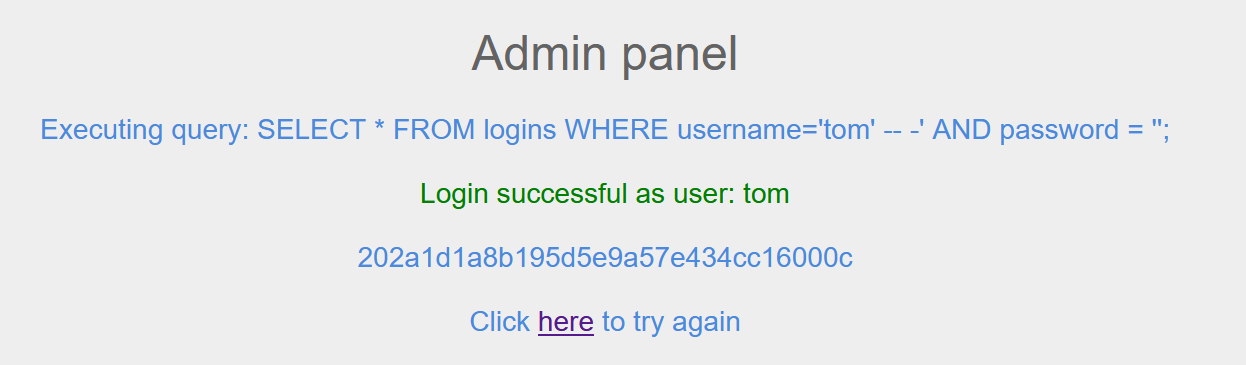 Admin panel
Executing query: SELECT * FROM logins WHERE username='tom' -- -' AND password = '';
Login successful as user: tom
202a1d1a8b195d5e9a57e434cc16000c
Click here to try again